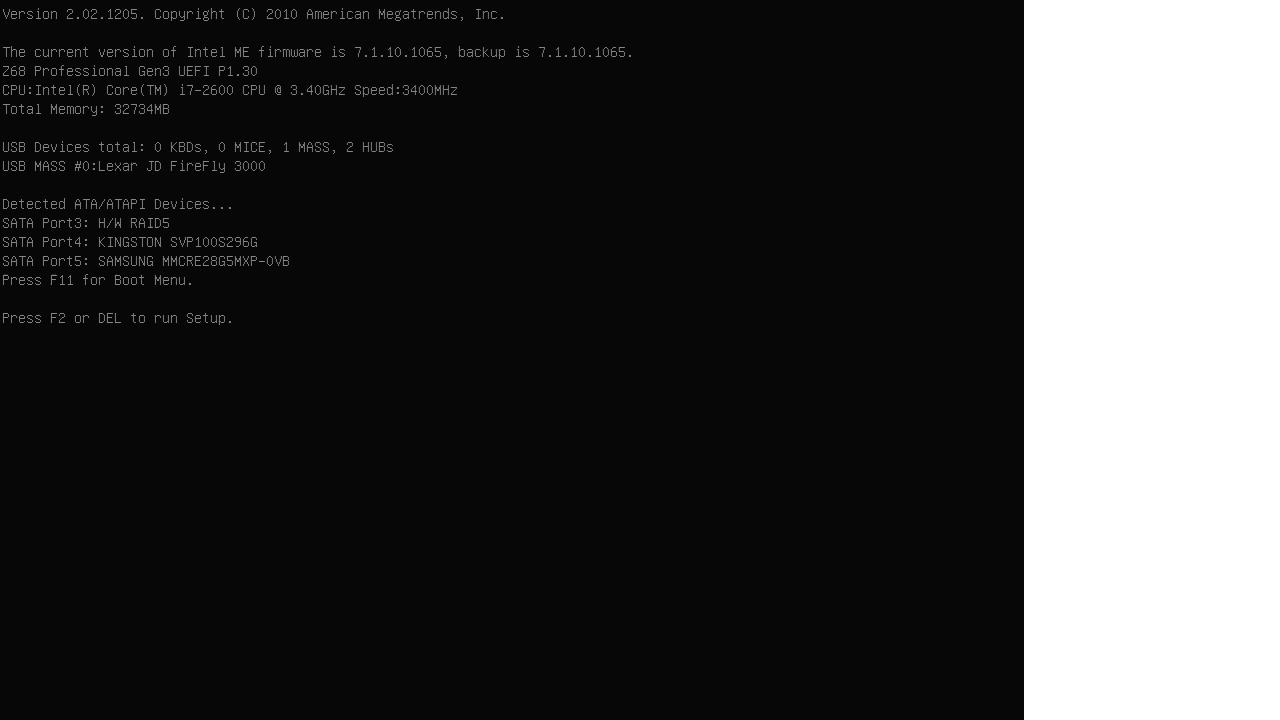 Version 2.02.1205. Copyright (C) 2010 American Megatrends, Inc.
The current version of Intel ME firmware is 7.1.10.1065, backup is 7.1.10.1065.
Z68 Professional Gen3 UEFI P1.30
CPU:Intel(R) Core(TM) i7-2600 CPU @ 3.40GHz Speed:3400MHz
Total Memory: 32734MB
USB Devices total: 0 KBDs, 0 MICE, 1 MASS, 2 HUBs
USB MASS #0:Lexar JD FireFly 3000
Detected ATA/ATAPI Devices...
SATA Port3: H/W RAID5
SATA Port4: KINGSTON SVP100S296G
SATA Port5: SAMSUNG MMCRE28G5MXP-0VB
Press F11 for Boot Menu.
Press F2 or DEL to run Setup.